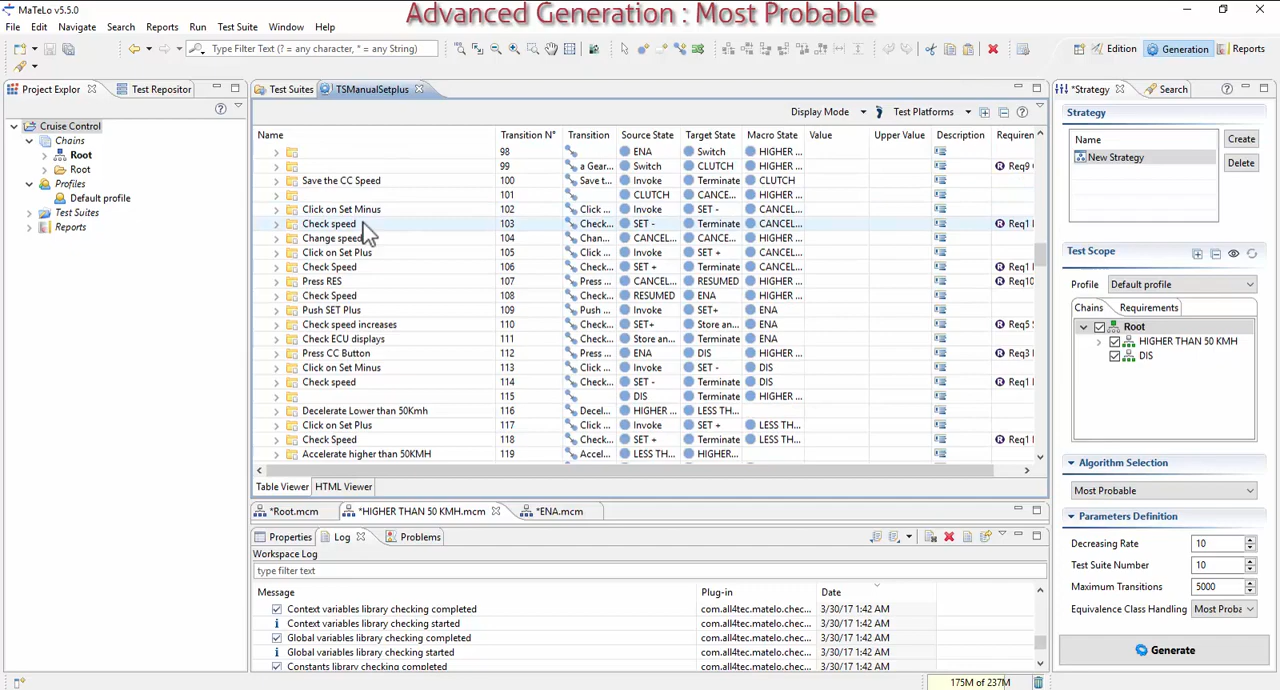 MaTeLo v5.5.0
Advanced Generation : Most Probable
File Edit Navigate Search Reports Run Test Suite Window Help
Type Filter Text (? = any character, * = any String)
Edition Generation Reports
Project Explor Test Repositor
Cruise Control
Chains
Root
Root
Profiles
Default profile
Test Suites
Reports
Test Suites TSManualSetplus
Display Mode Test Platforms
Name Transition N° Transition Source State Target State Macro State Value Upper Value Description Requiren
98 ENA Switch HIGHER ...
99 a Gear... Switch CLUTCH HIGHER ... Req9
Save the CC Speed 100 Save t... Invoke Terminate CLUTCH
101 CLUTCH CANCE... HIGHER ...
Click on Set Minus 102 Click ... Invoke SET - CANCEL...
Check speed 103 Check... SET - Terminate CANCEL... Req1
Change speed 104 Chan... CANCEL... CANCE... HIGHER ...
Click on Set Plus 105 Click ... Invoke SET + CANCEL...
Check Speed 106 Check... SET + Terminate CANCEL... Req1
Press RES 107 Press ... CANCEL... RESUMED HIGHER ... Req10
Check Speed 108 Check... RESUMED ENA HIGHER ...
Push SET Plus 109 Push ... Invoke SET+ ENA
Check speed increases 110 Check... SET+ Store an... ENA Req5
Check ECU displays 111 Check... Store an... Terminate ENA
Press CC Button 112 Press ... ENA DIS HIGHER ... Req3
Click on Set Minus 113 Click ... Invoke SET - DIS
Check speed 114 Check... SET - Terminate DIS Req1
115 DIS Terminate HIGHER ...
Decelerate Lower than 50Kmh 116 Decel... HIGHER ... LESS TH...
Click on Set Plus 117 Click ... Invoke SET + LESS TH...
Check Speed 118 Check... SET + Terminate LESS TH... Req1
Accelerate higher than 50KMH 119 Accel... LESS TH... HIGHER...
Table Viewer HTML Viewer
*Root.mcm *HIGHER THAN 50 KMH.mcm *ENA.mcm
Properties Log Problems
Workspace Log
type filter text
Message Plug-in Date
Context variables library checking completed com.all4tec.matelo.chec... 3/30/17 1:42 AM
Context variables library checking started com.all4tec.matelo.chec... 3/30/17 1:42 AM
Global variables library checking completed com.all4tec.matelo.chec... 3/30/17 1:42 AM
Global variables library checking started com.all4tec.matelo.chec... 3/30/17 1:42 AM
Constants library checking completed com.all4tec.matelo.chec... 3/30/17 1:42 AM
175M of 237M
*Strategy Search
Strategy
Name
New Strategy
Create
Delete
Test Scope
Profile Default profile
Chains Requirements
Root
HIGHER THAN 50 KMH
DIS
Algorithm Selection
Most Probable
Parameters Definition
Decreasing Rate 10
Test Suite Number 10
Maximum Transitions 5000
Equivalence Class Handling Most Proba
Generate